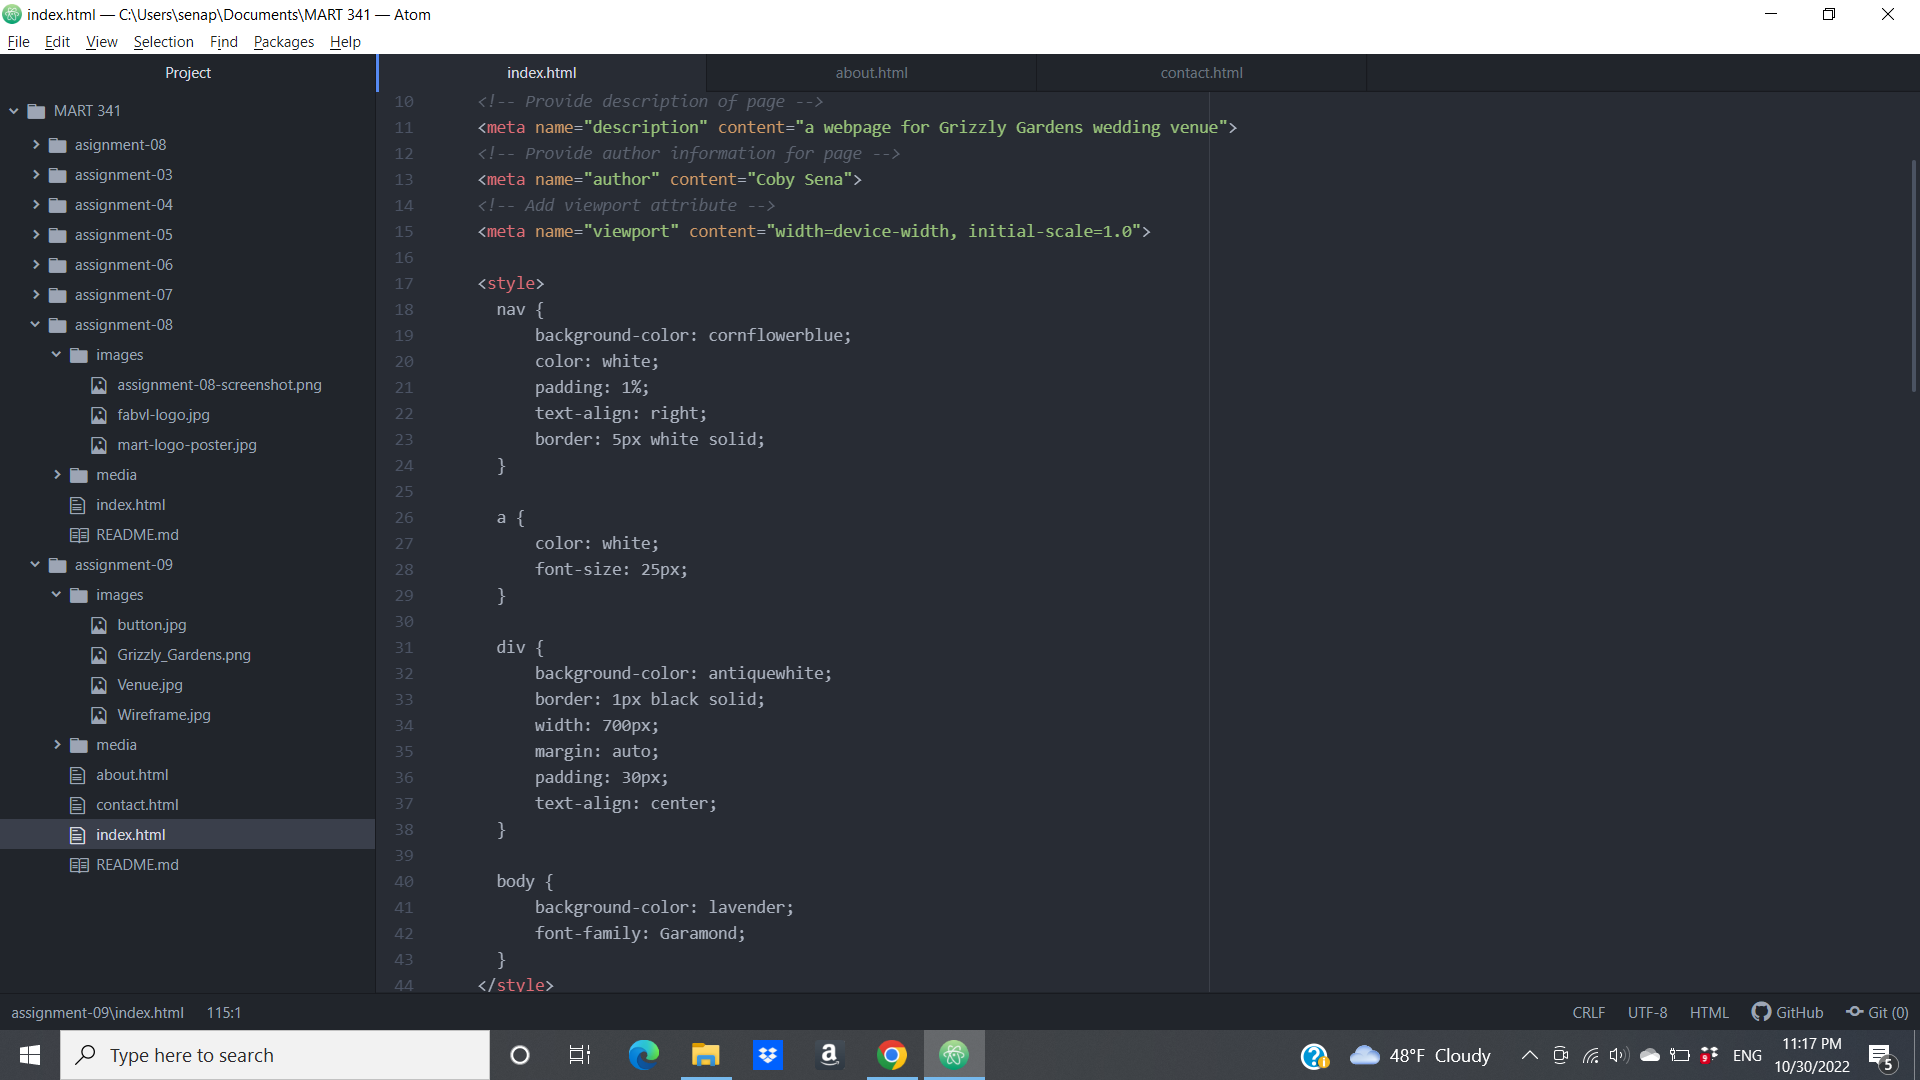 index.html — C:\Users\senap\Documents\MART 341 — Atom
File Edit View Selection Find Packages Help
Project
index.html about.html contact.html
MART 341
asignment-08
assignment-03
assignment-04
assignment-05
assignment-06
assignment-07
assignment-08
images
assignment-08-screenshot.png
fabvl-logo.jpg
mart-logo-poster.jpg
media
index.html
README.md
assignment-09
images
button.jpg
Grizzly_Gardens.png
Venue.jpg
Wireframe.jpg
media
about.html
contact.html
index.html
README.md
10 <!-- Provide description of page -->
11 <meta name="description" content="a webpage for Grizzly Gardens wedding venue">
12 <!-- Provide author information for page -->
13 <meta name="author" content="Coby Sena">
14 <!-- Add viewport attribute -->
15 <meta name="viewport" content="width=device-width, initial-scale=1.0">
16
17 <style>
18 nav {
19 background-color: cornflowerblue;
20 color: white;
21 padding: 1%;
22 text-align: right;
23 border: 5px white solid;
24 }
25
26 a {
27 color: white;
28 font-size: 25px;
29 }
30
31 div {
32 background-color: antiquewhite;
33 border: 1px black solid;
34 width: 700px;
35 margin: auto;
36 padding: 30px;
37 text-align: center;
38 }
39
40 body {
41 background-color: lavender;
42 font-family: Garamond;
43 }
44 </style>
assignment-09\index.html 115:1
CRLF UTF-8 HTML GitHub Git (0)
Type here to search
a
48°F Cloudy
9
ENG
11:17 PM
10/30/2022
5